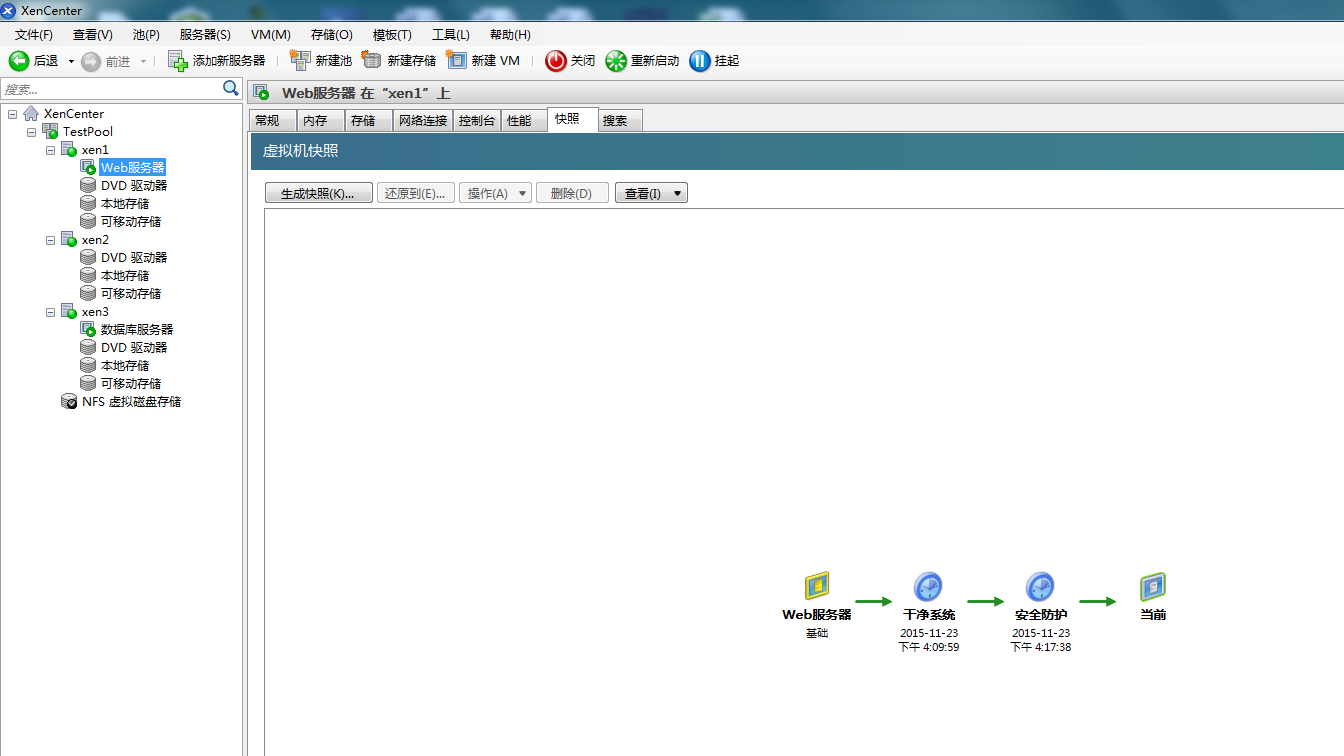 XenCenter
文件(F) 查看(V) 池(P) 服务器(S) VM(M) 存储(O) 模板(T) 工具(L) 帮助(H)
后退 前进 添加新服务器 新建池 新建存储 新建 VM 关闭 重新启动 挂起
搜索...
Web服务器 在“xen1”上
XenCenter
TestPool
xen1
Web服务器
DVD 驱动器
本地存储
可移动存储
xen2
DVD 驱动器
本地存储
可移动存储
xen3
数据库服务器
DVD 驱动器
本地存储
可移动存储
NFS 虚拟磁盘存储
常规 内存 存储 网络连接 控制台 性能 快照 搜索
虚拟机快照
生成快照(K)... 还原到(E)... 操作(A) 删除(D) 查看(I)
Web服务器 干净系统 安全防护 当前
基础 2015-11-23 2015-11-23
下午 4:09:59 下午 4:17:38